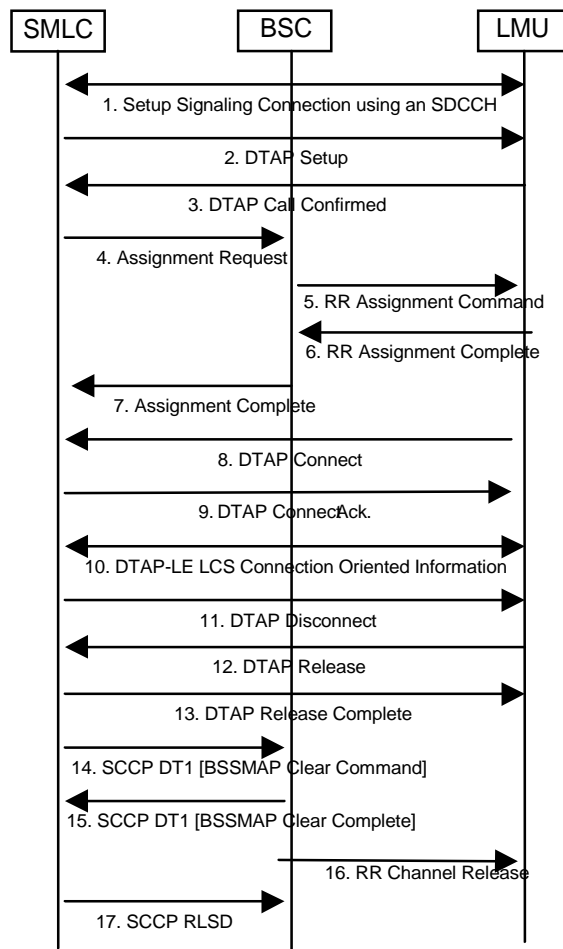 SMLC BSC LMU
1. Setup Signaling Connection using an SDCCH
2. DTAP Setup
3. DTAP Call Confirmed
4. Assignment Request
5. RR Assignment Command
6. RR Assignment Complete
7. Assignment Complete
8. DTAP Connect
9. DTAP Connect Ack.
10. DTAP-LE LCS Connection Oriented Information
11. DTAP Disconnect
12. DTAP Release
13. DTAP Release Complete
14. SCCP DT1 [BSSMAP Clear Command]
15. SCCP DT1 [BSSMAP Clear Complete]
16. RR Channel Release
17. SCCP RLSD